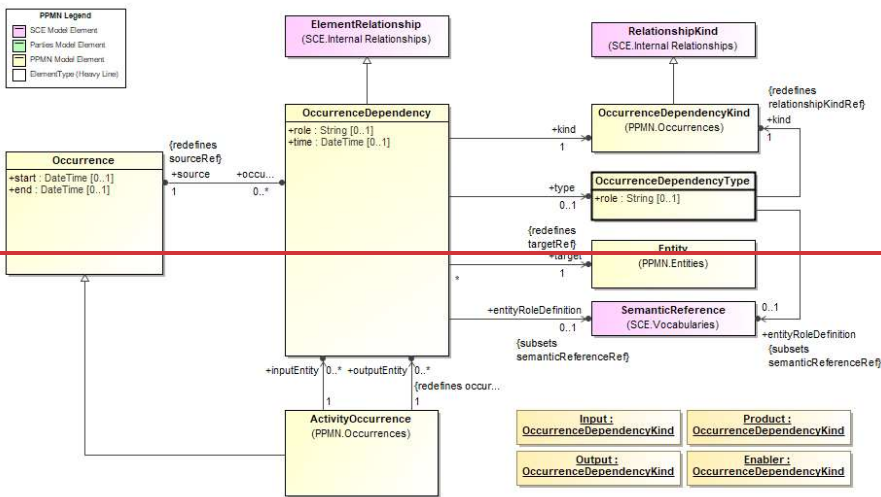 PPMN Legend
SCE Model Element
Parties Model Element
PPMN Model Element
ElementType (Heavy Line)
ElementRelationship
(SCE.Internal Relationships)
RelationshipKind
(SCE.Internal Relationships)
{redefines
relationshipKindRef}
+kind
1
OccurrenceDependency
+role : String [0..1]
+time : DateTime [0..1]
+kind
1
OccurrenceDependencyKind
(PPMN.Occurrences)
{redefines
sourceRef}
+source
1
+occu...
0..*
Occurrence
+start : DateTime [0..1]
+end : DateTime [0..1]
+type
0..1
OccurrenceDependencyType
+role : String [0..1]
{redefines
targetRef}
+target
1
*
Entity
(PPMN.Entities)
+entityRoleDefinition
0..1
{subsets
semanticReferenceRef}
SemanticReference
(SCE.Vocabularies)
0..1
+entityRoleDefinition
{subsets
semanticReferenceRef}
+inputEntity 0..*
+outputEntity 0..*
{redefines occur...
1
1
ActivityOccurrence
(PPMN.Occurrences)
Input :
OccurrenceDependencyKind
Product :
OccurrenceDependencyKind
Output :
OccurrenceDependencyKind
Enabler :
OccurrenceDependencyKind